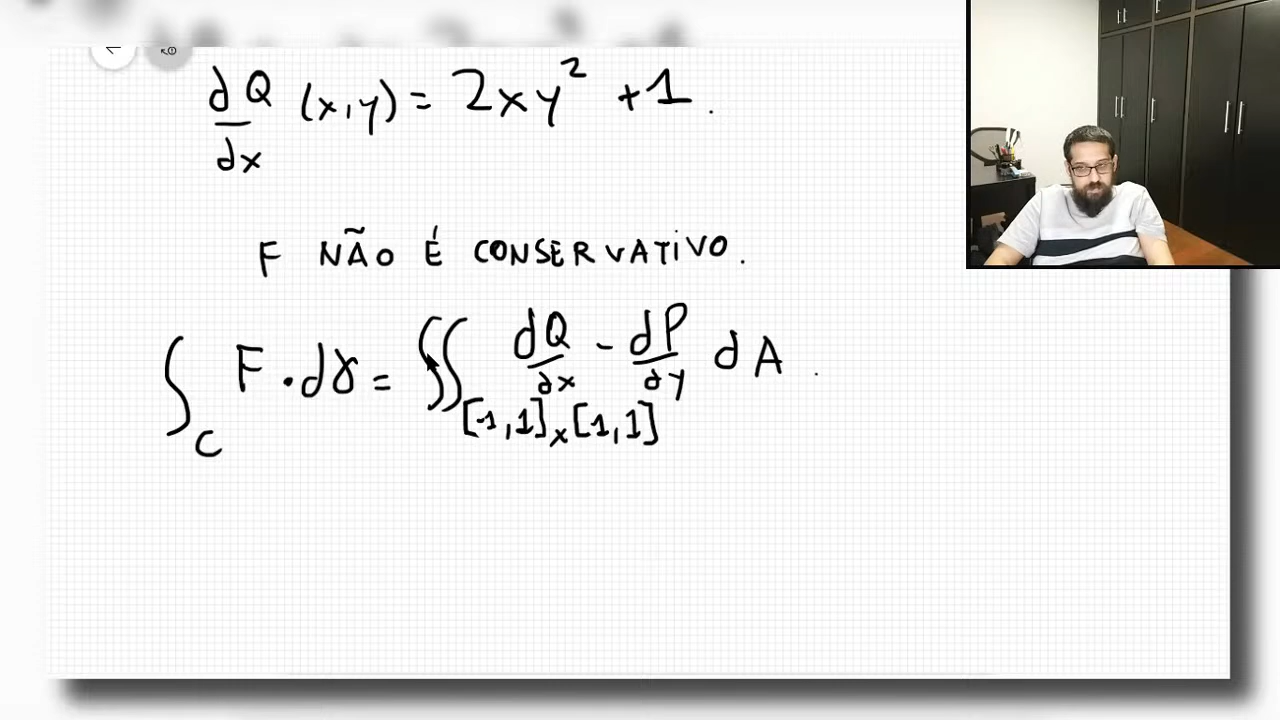 dQ/dx (x,y) = 2xy² + 1 .
F NÃO É CONSERVATIVO.
∫_C F · dγ = ∬_{[-1,1]×[1,1]} dQ/dx - dP/dy dA .